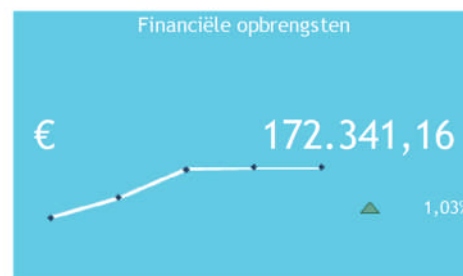 Financiële opbrengsten
€ 172.341,16
1,03%